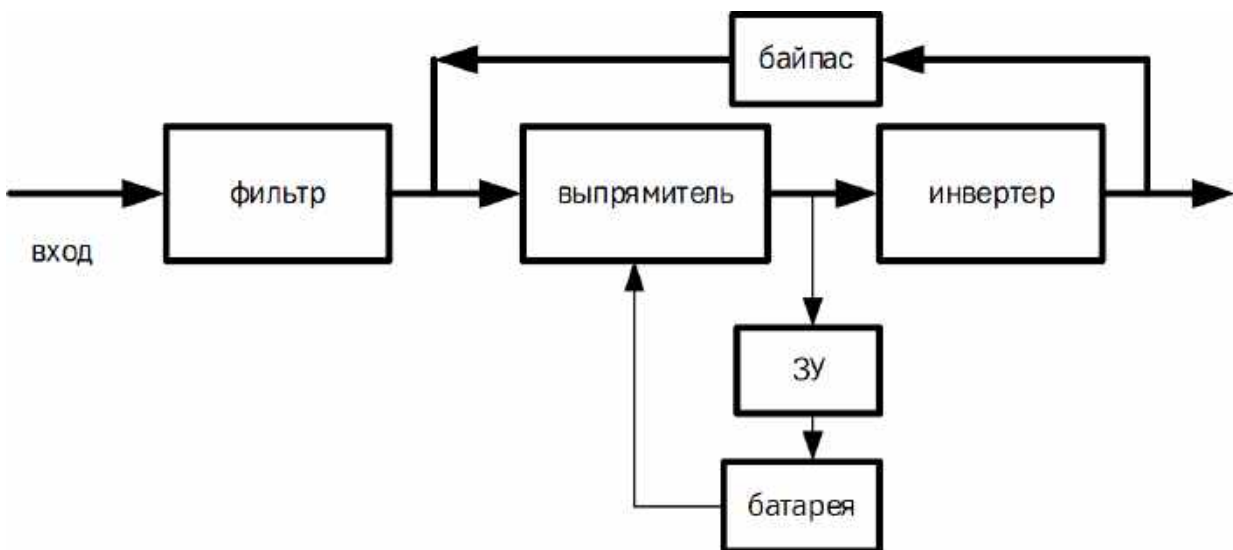 байпас
фильтр
выпрямитель
инвертер
вход
ЗУ
батарея